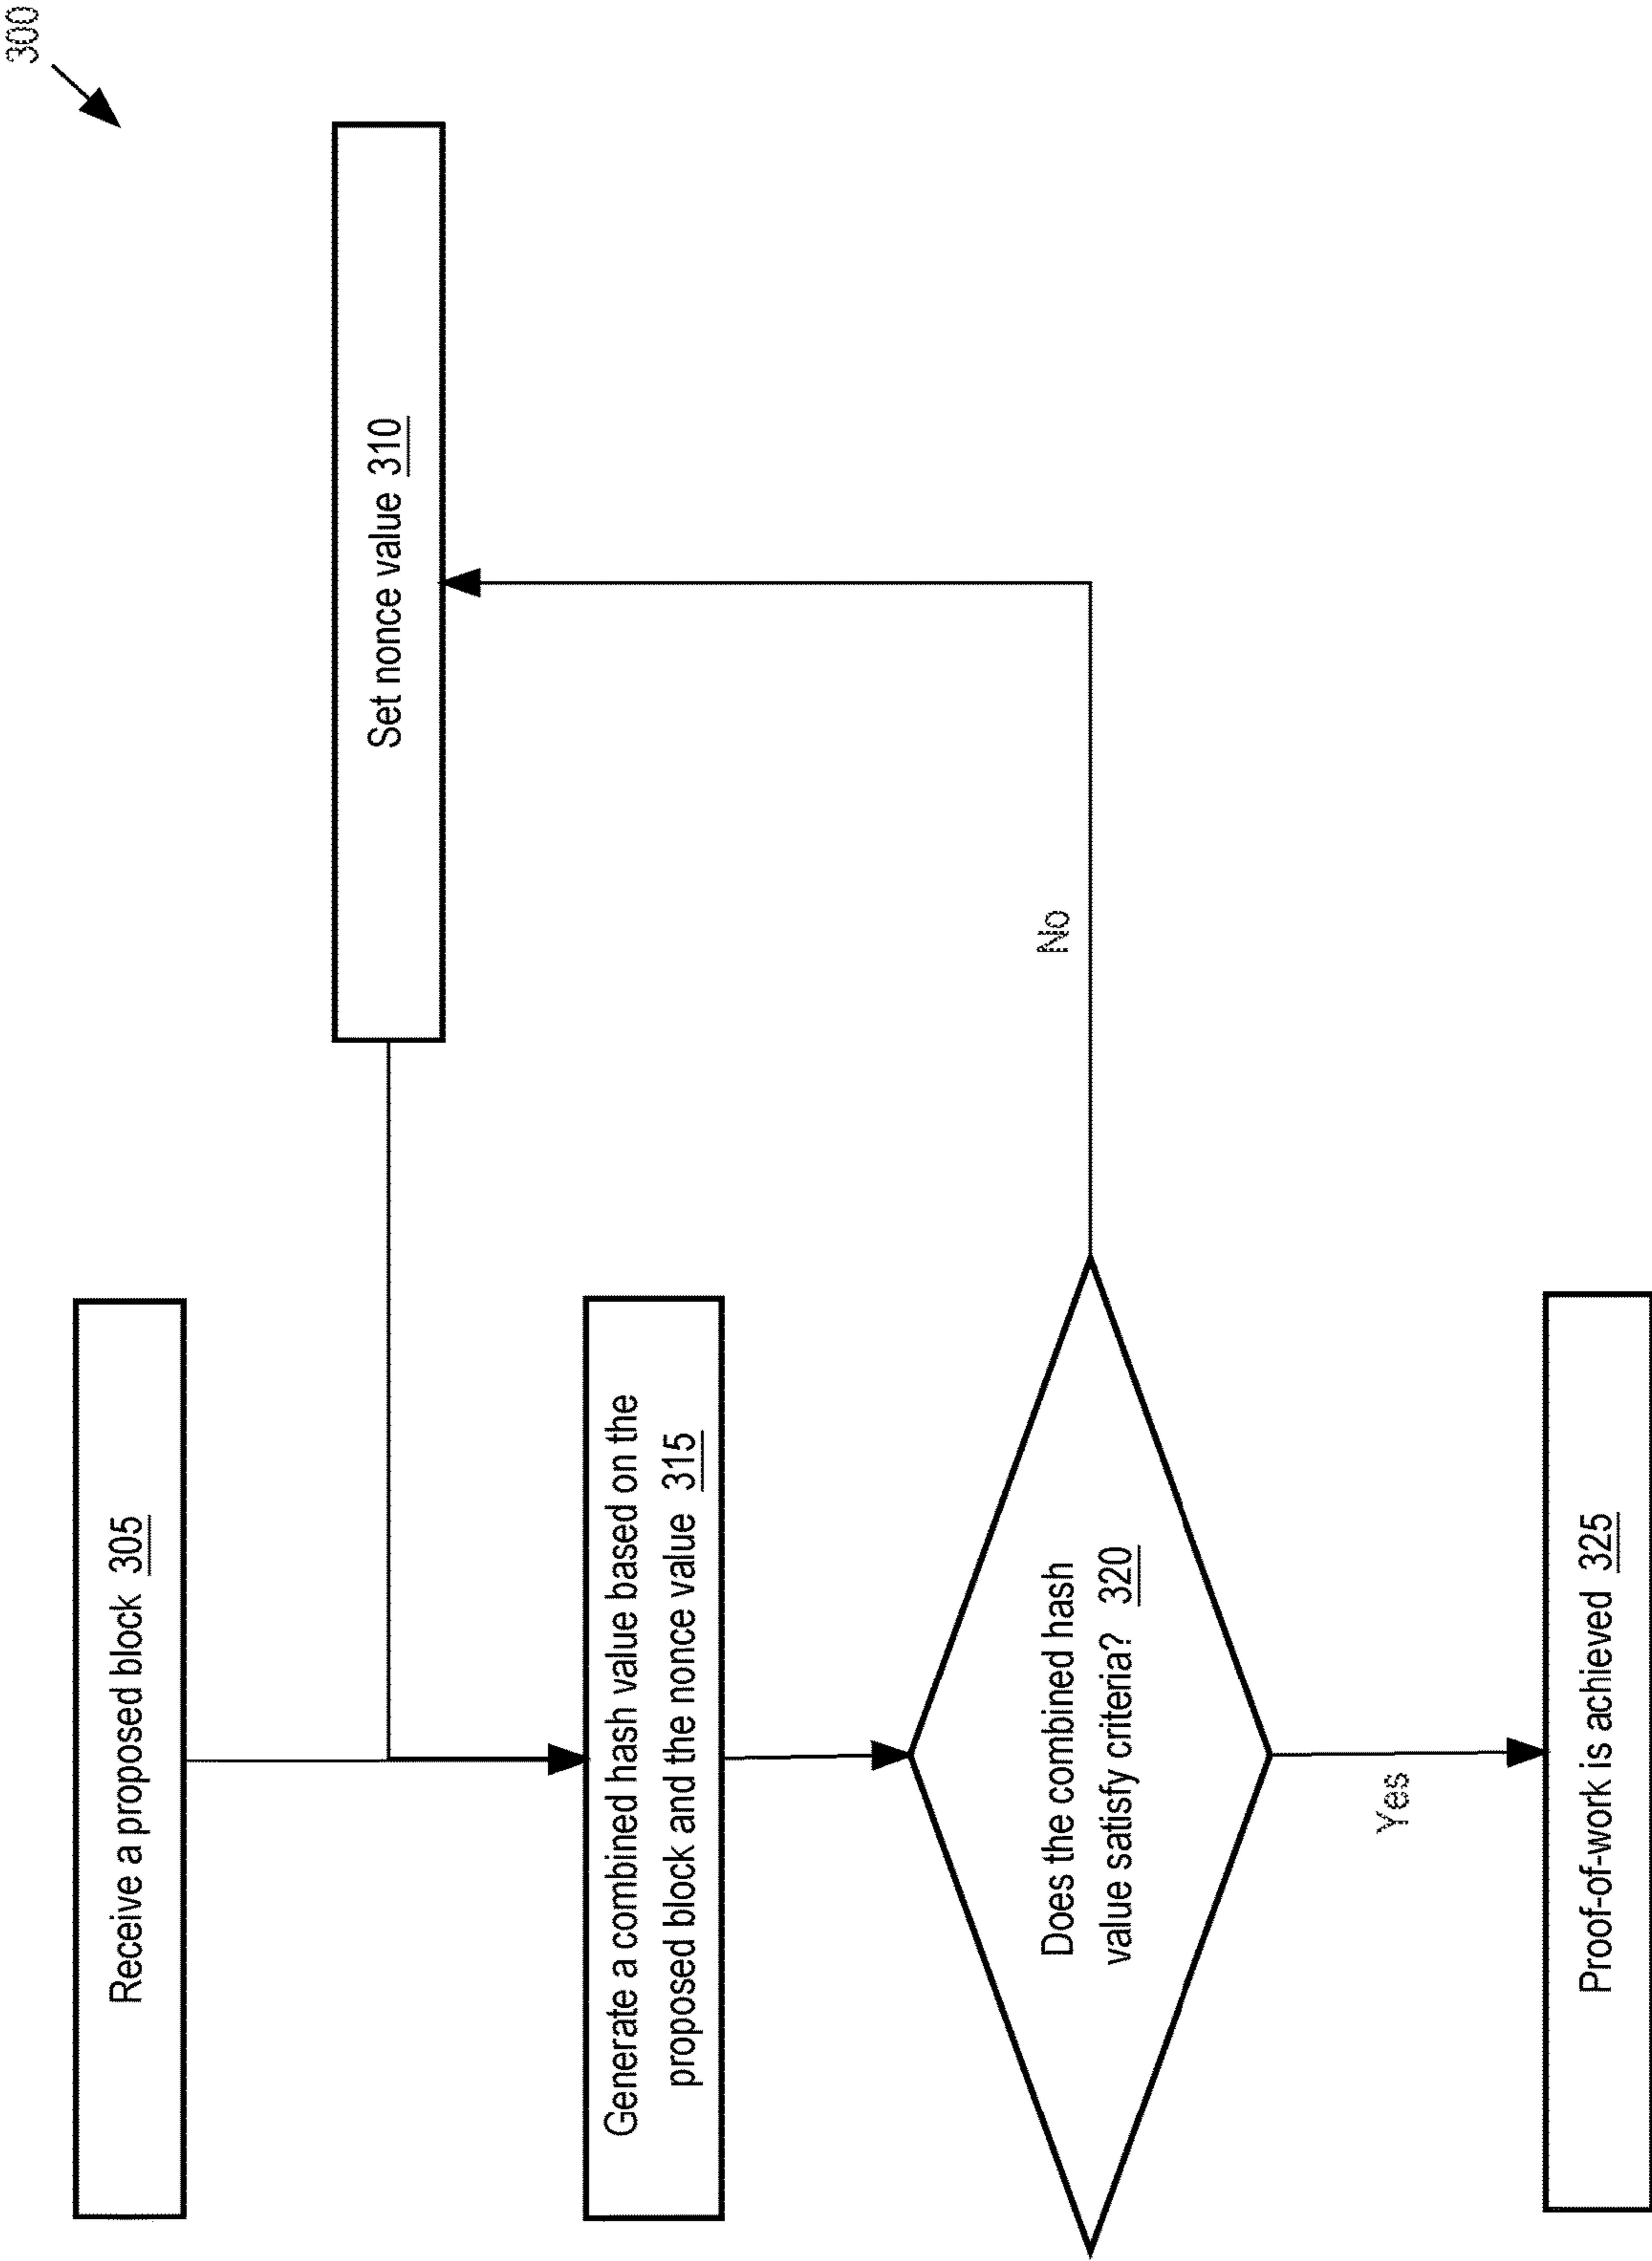 300
Receive a proposed block 305
Set nonce value 310
Generate a combined hash value based on the
proposed block and the nonce value 315
Does the combined hash
value satisfy criteria? 320
No
Yes
Proof-of-work is achieved 325